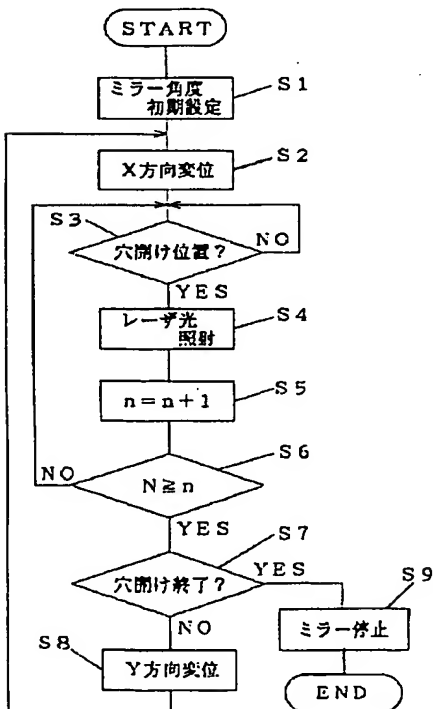 START
ミラー角度
初期設定
S1
X方向変位
S2
S3
穴開け位置?
NO
YES
レーザ光
照射
S4
n=n+1
S5
N≧n
S6
NO
YES
穴開け終了?
S7
YES
NO
Y方向変位
S8
ミラー停止
S9
END